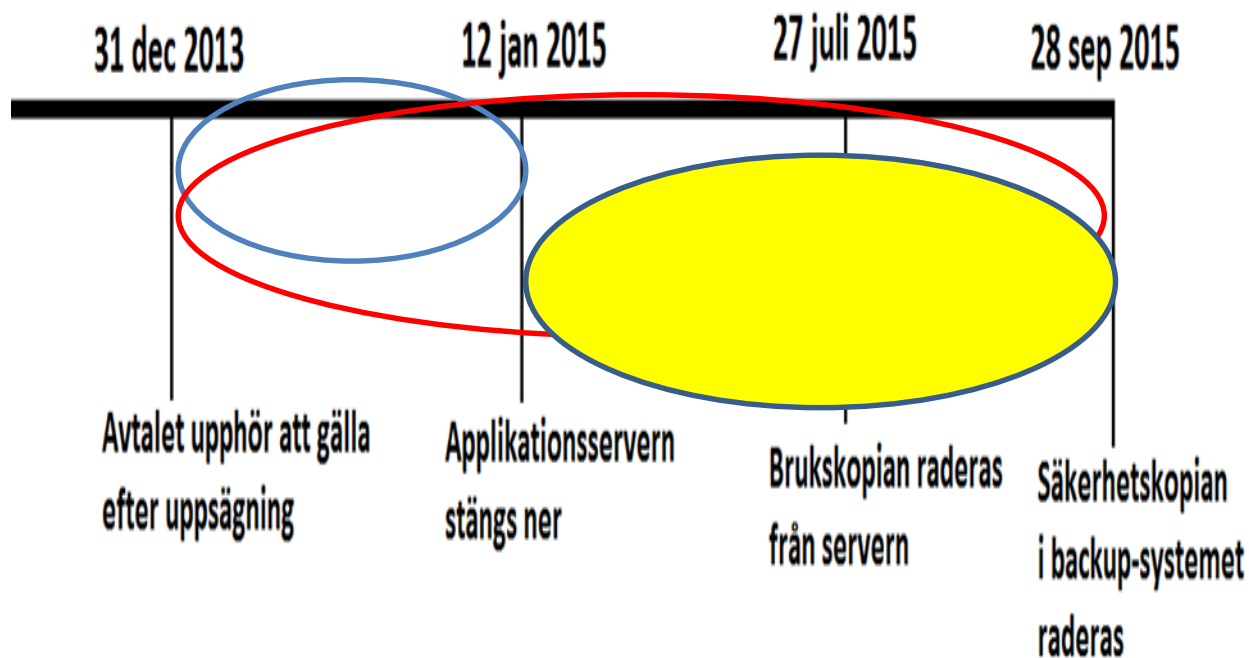 31 dec 2013
12 jan 2015
27 juli 2015
28 sep 2015
Avtalet upphör att gälla
efter uppsägning
Applikationsservern
stängs ner
Brukskopian raderas
från servern
Säkerhetskopian
i backup-systemet
raderas